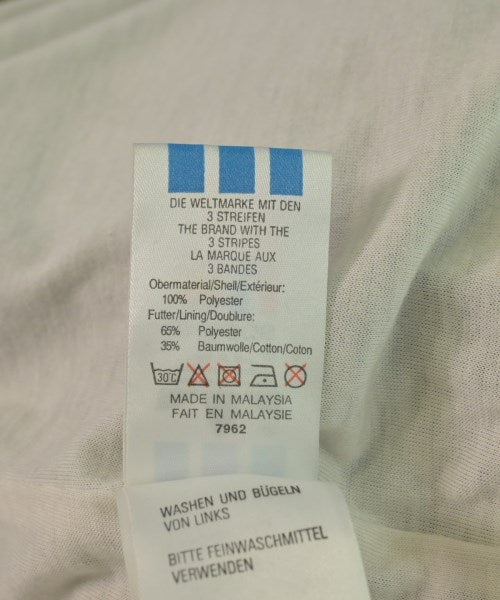 DIE WELTMARKE MIT DEN
3 STREIFEN
THE BRAND WITH THE
3 STRIPES
LA MARQUE AUX
3 BANDES
Obermaterial/Shell/Extérieur:
100% Polyester
Futter/Lining/Doublure:
65% Polyester
35% Baumwolle/Cotton/Coton
30°C
MADE IN MALAYSIA
FAIT EN MALAYSIE
7962
WASHEN UND BÜGELN
VON LINKS
BITTE FEINWASCHMITTEL
VERWENDEN